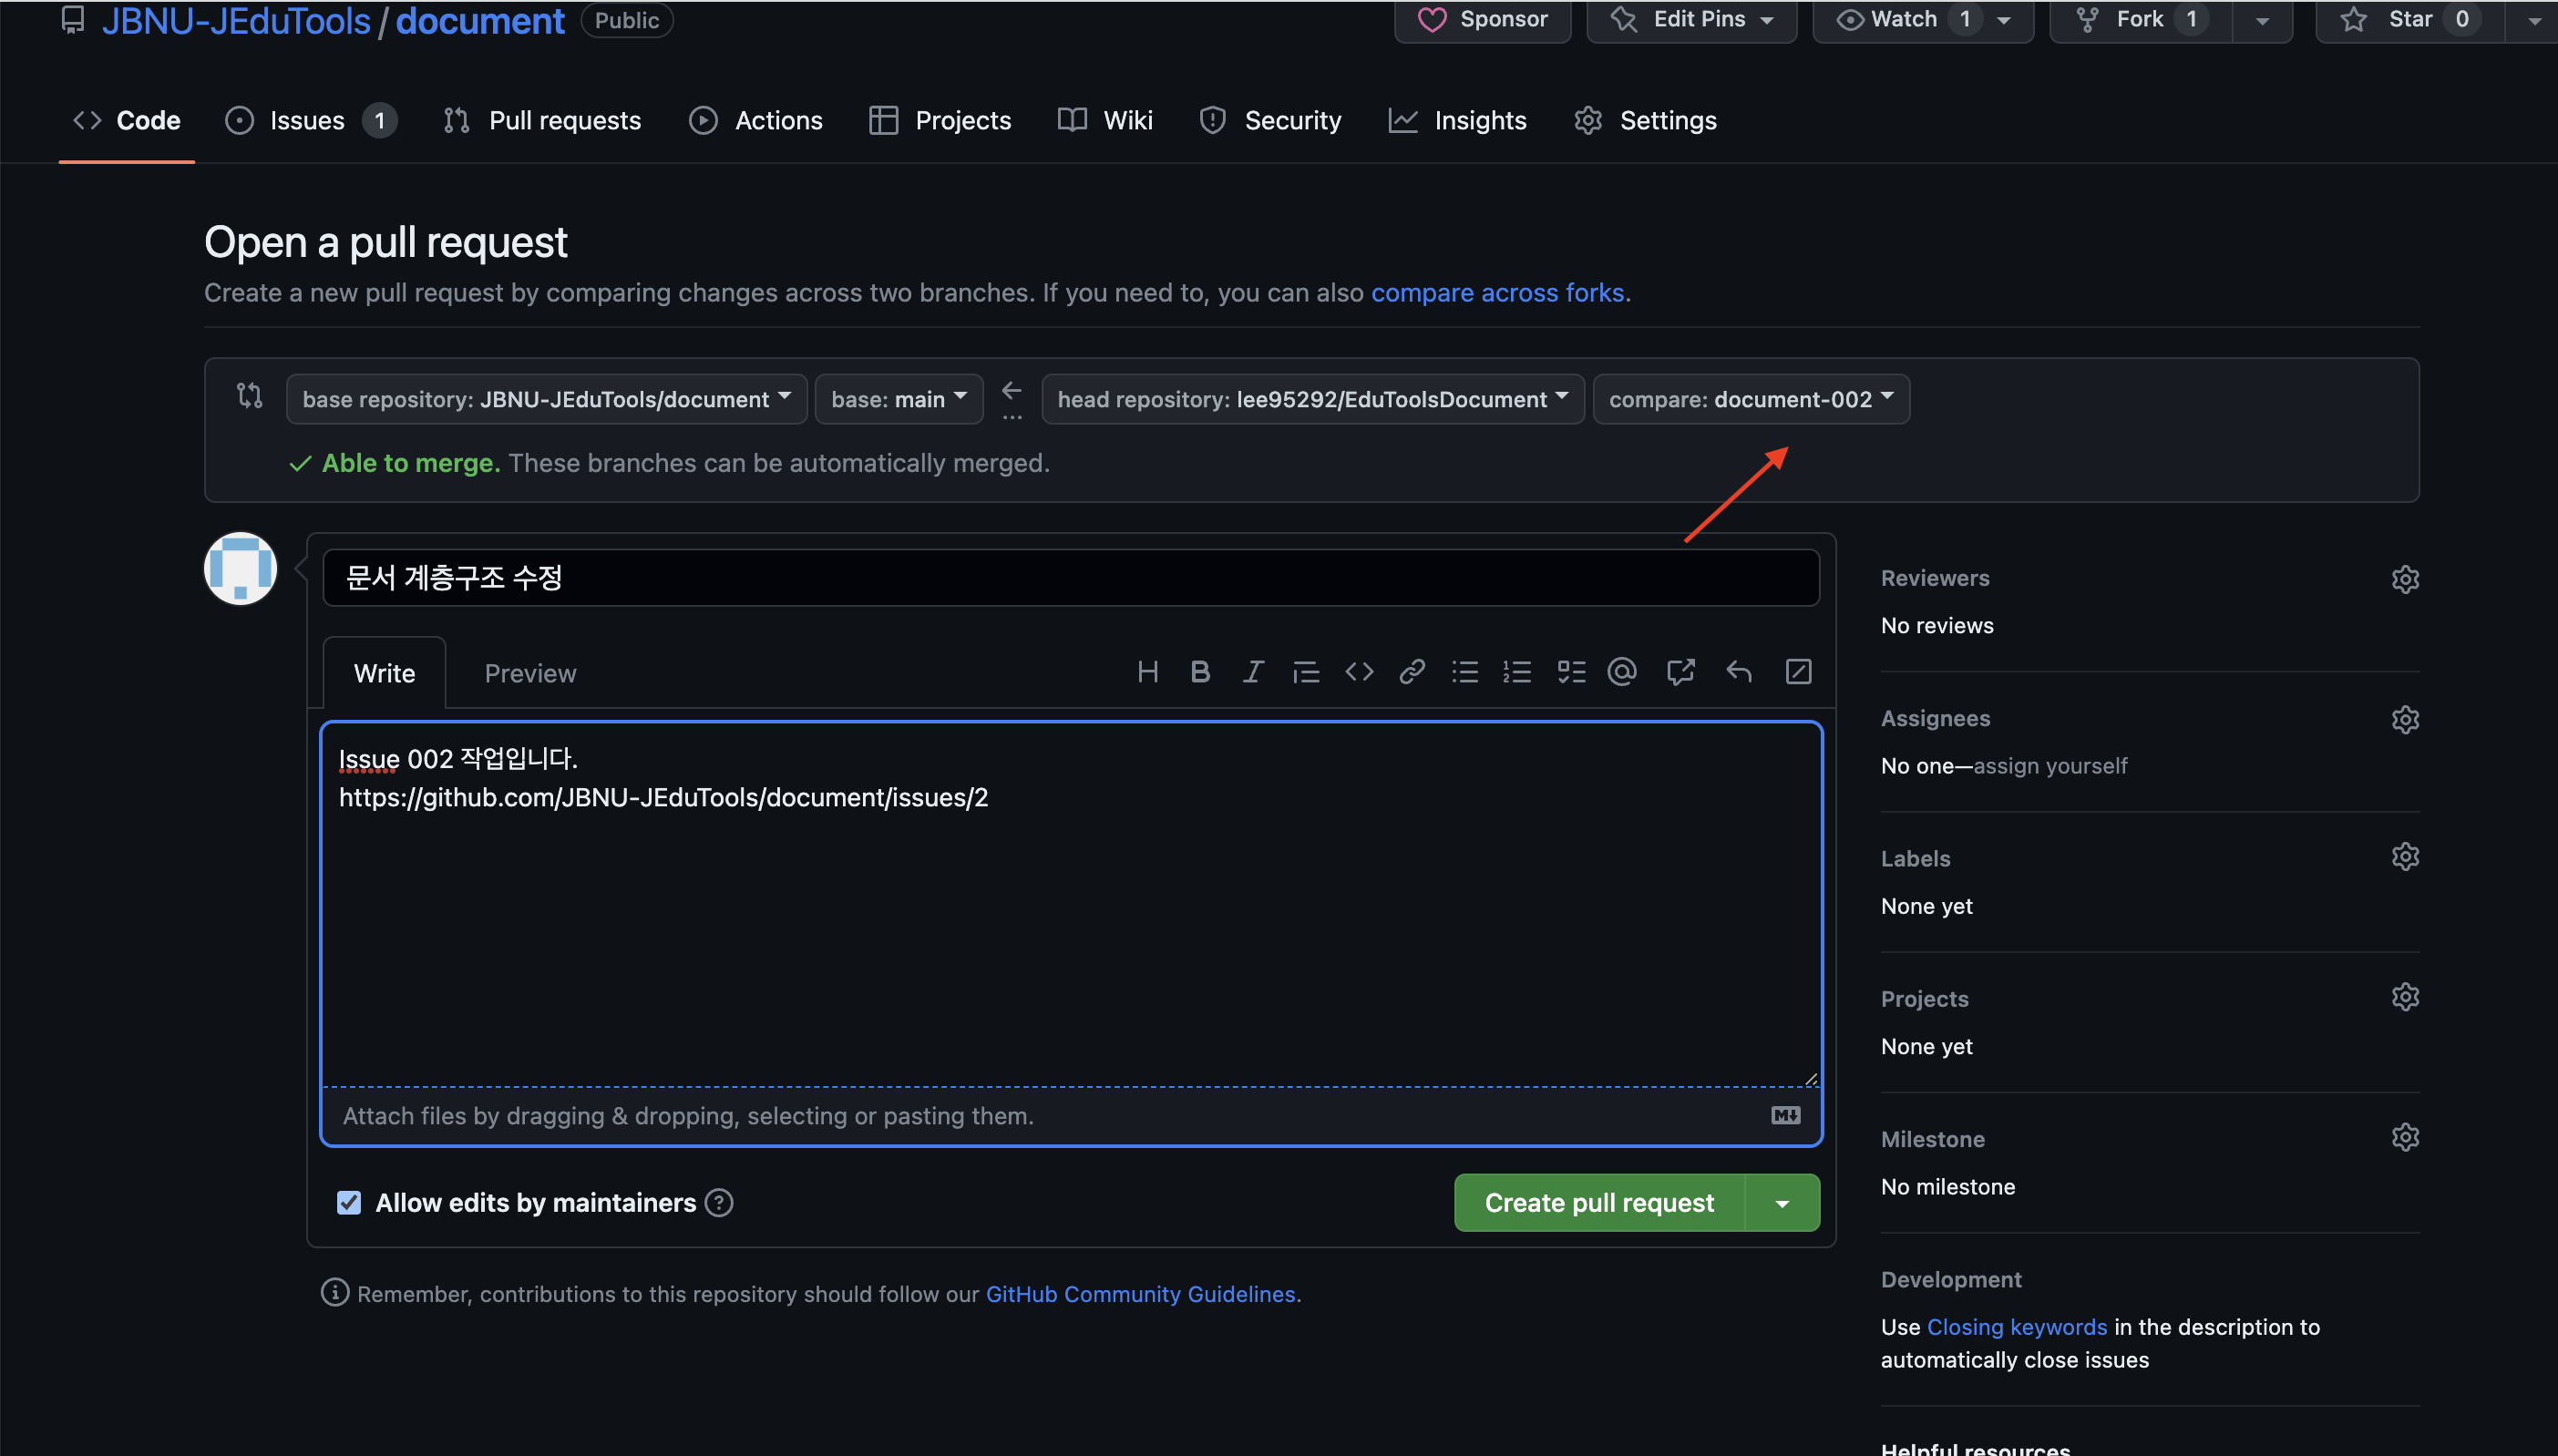 JBNU-JEduTools / document Public Sponsor Edit Pins Watch 1 Fork 1 Star 0
Code Issues 1 Pull requests Actions Projects Wiki Security Insights Settings
Open a pull request
Create a new pull request by comparing changes across two branches. If you need to, you can also compare across forks.
base repository: JBNU-JEduTools/document base: main ... head repository: lee95292/EduToolsDocument compare: document-002
Able to merge. These branches can be automatically merged.
문서 계층구조 수정
Write Preview
Issue 002 작업입니다.
https://github.com/JBNU-JEduTools/document/issues/2
Attach files by dragging & dropping, selecting or pasting them.
Allow edits by maintainers
Create pull request
Remember, contributions to this repository should follow our GitHub Community Guidelines.
Reviewers
No reviews
Assignees
No one—assign yourself
Labels
None yet
Projects
None yet
Milestone
No milestone
Development
Use Closing keywords in the description to
automatically close issues
Helpful resources